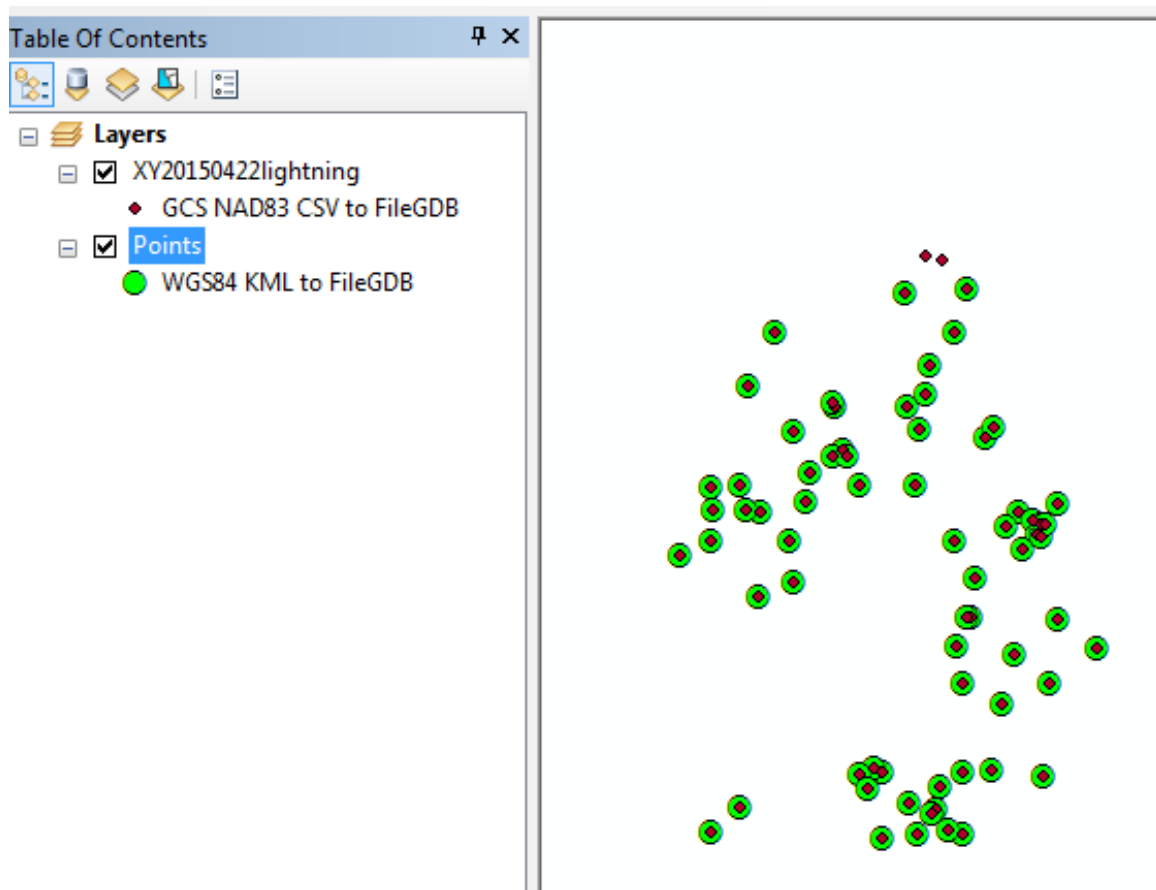 Table Of Contents
Layers
XY20150422lightning
GCS NAD83 CSV to FileGDB
Points
WGS84 KML to FileGDB